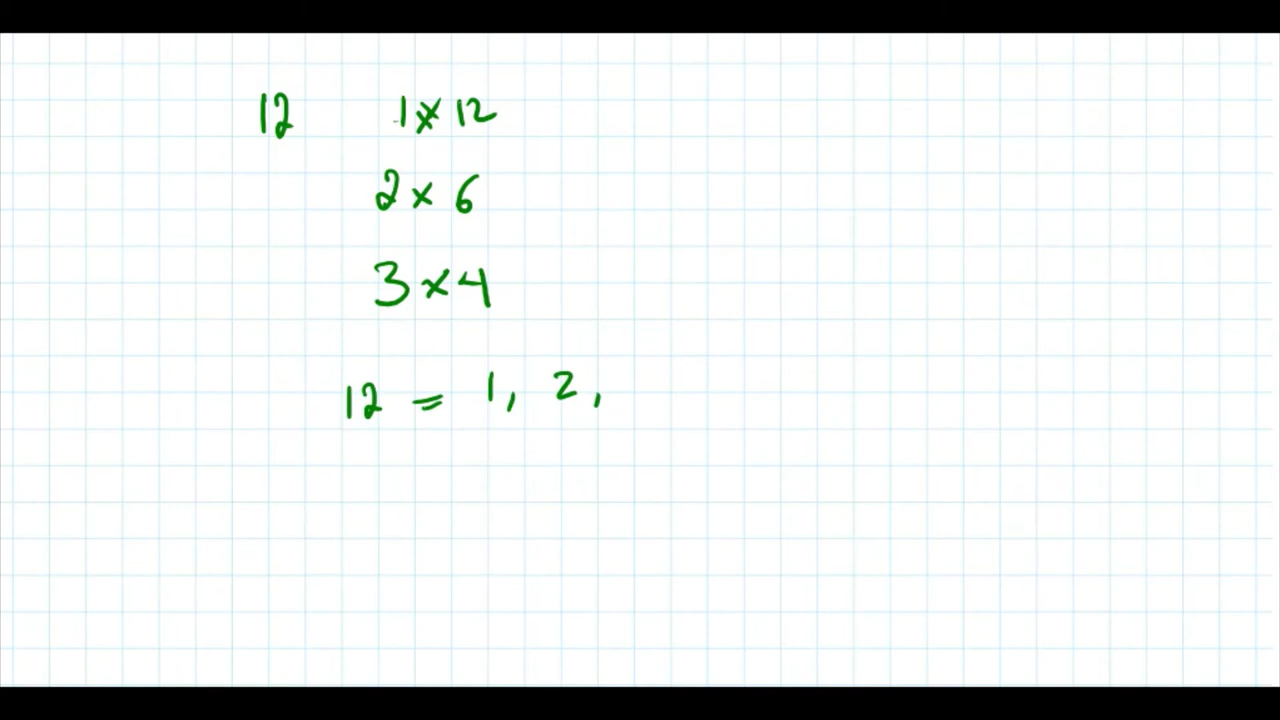 12 1 × 12
2 × 6
3 × 4
12 = 1, 2,